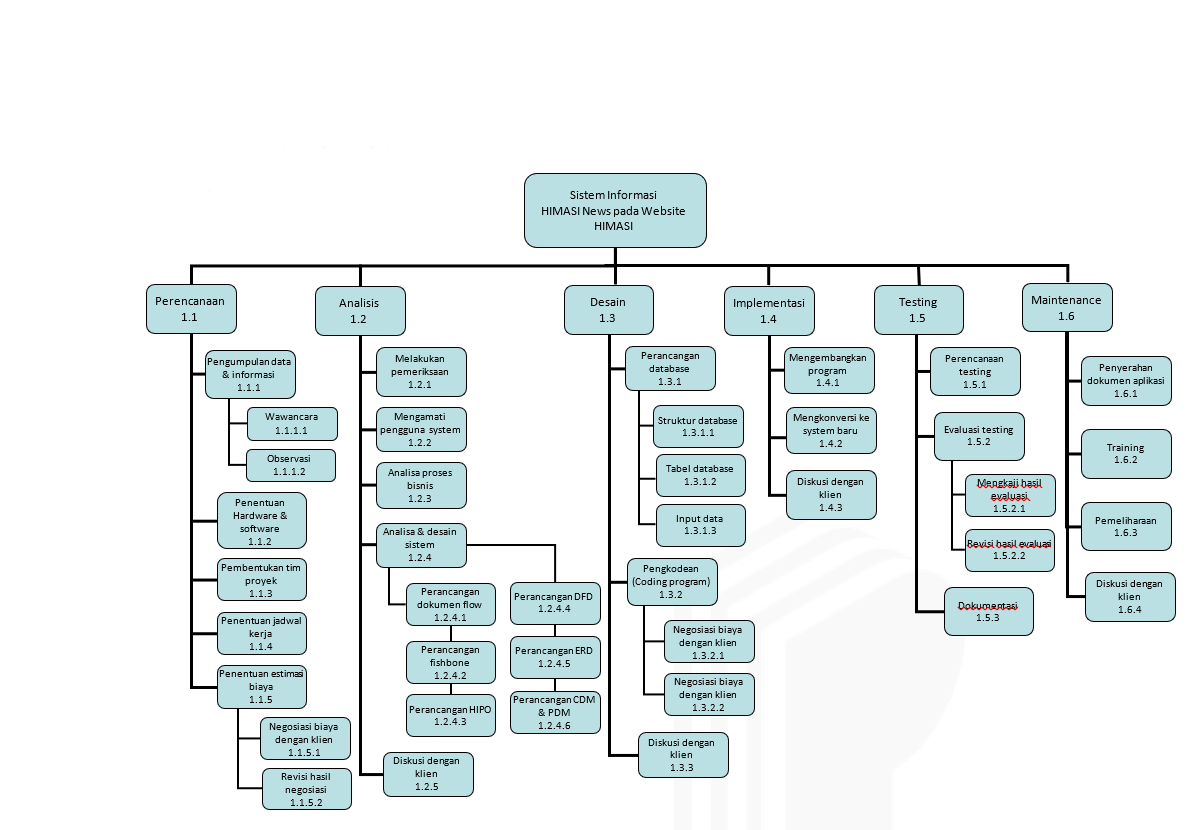 Sistem Informasi
HIMASI News pada Website
HIMASI
Perencanaan
1.1
Pengumpulan data
& informasi
1.1.1
Wawancara
1.1.1.1
Observasi
1.1.1.2
Penentuan
Hardware &
software
1.1.2
Pembentukan tim
proyek
1.1.3
Penentuan jadwal
kerja
1.1.4
Penentuan estimasi
biaya
1.1.5
Negosiasi biaya
dengan klien
1.1.5.1
Revisi hasil
negosiasi
1.1.5.2
Analisis
1.2
Melakukan
pemeriksaan
1.2.1
Mengamati
pengguna system
1.2.2
Analisa proses
bisnis
1.2.3
Analisa & desain
sistem
1.2.4
Perancangan
dokumen flow
1.2.4.1
Perancangan
fishbone
1.2.4.2
Perancangan HIPO
1.2.4.3
Perancangan DFD
1.2.4.4
Perancangan ERD
1.2.4.5
Perancangan CDM
& PDM
1.2.4.6
Diskusi dengan
klien
1.2.5
Desain
1.3
Perancangan
database
1.3.1
Struktur database
1.3.1.1
Tabel database
1.3.1.2
Input data
1.3.1.3
Pengkodean
(Coding program)
1.3.2
Negosiasi biaya
dengan klien
1.3.2.1
Negosiasi biaya
dengan klien
1.3.2.2
Diskusi dengan
klien
1.3.3
Implementasi
1.4
Mengembangkan
program
1.4.1
Mengkonversi ke
system baru
1.4.2
Diskusi dengan
klien
1.4.3
Testing
1.5
Perencanaan
testing
1.5.1
Evaluasi testing
1.5.2
Mengkaji hasil
evaluasi
1.5.2.1
Revisi hasil evaluasi
1.5.2.2
Dokumentasi
1.5.3
Maintenance
1.6
Penyerahan
dokumen aplikasi
1.6.1
Training
1.6.2
Pemeliharaan
1.6.3
Diskusi dengan
klien
1.6.4